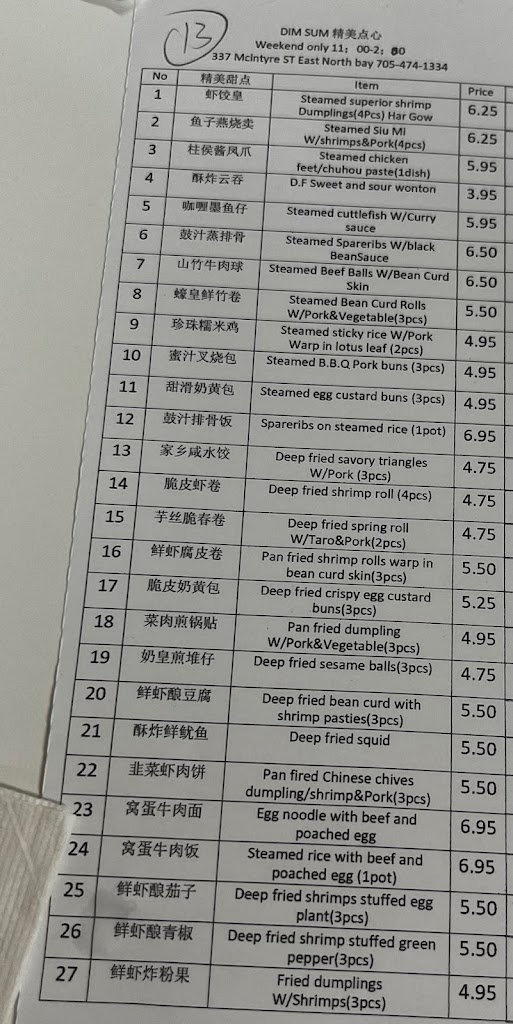 13
DIM SUM 精美点心
Weekend only 11：00-2：00
337 McIntyre ST East North bay 705-474-1334
No 精美甜点 Item Price
1 虾饺皇 Steamed superior shrimp
Dumplings(4Pcs) Har Gow 6.25
2 鱼子燕烧卖 Steamed Siu Mi
W/shrimps&Pork(4pcs) 6.25
3 柱侯酱凤爪 Steamed chicken
feet/chuhou paste(1dish) 5.95
4 酥炸云吞 D.F Sweet and sour wonton 3.95
5 咖喱墨鱼仔 Steamed cuttlefish W/Curry
sauce 5.95
6 鼓汁蒸排骨 Steamed Spareribs W/black
BeanSauce 6.50
7 山竹牛肉球 Steamed Beef Balls W/Bean Curd
Skin 6.50
8 蠔皇鲜竹卷 Steamed Bean Curd Rolls
W/Pork&Vegetable(3pcs) 5.50
9 珍珠糯米鸡 Steamed sticky rice W/Pork
Warp in lotus leaf (2pcs) 4.95
10 蜜汁叉烧包 Steamed B.B.Q Pork buns (3pcs) 4.95
11 甜滑奶黄包 Steamed egg custard buns (3pcs) 4.95
12 鼓汁排骨饭 Spareribs on steamed rice (1pot) 6.95
13 家乡咸水饺 Deep fried savory triangles
W/Pork (3pcs) 4.75
14 脆皮虾卷 Deep fried shrimp roll (4pcs) 4.75
15 芋丝脆春卷 Deep fried spring roll
W/Taro&Pork(2pcs) 4.75
16 鲜虾腐皮卷 Pan fried shrimp rolls warp in
bean curd skin(3pcs) 5.50
17 脆皮奶黄包 Deep fried crispy egg custard
buns(3pcs) 5.25
18 菜肉煎锅贴 Pan fried dumpling
W/Pork&Vegetable(3pcs) 4.95
19 奶皇煎堆仔 Deep fried sesame balls(3pcs) 4.75
20 鲜虾酿豆腐 Deep fried bean curd with
shrimp pasties(3pcs) 5.50
21 酥炸鲜鱿鱼 Deep fried squid 5.50
22 韭菜虾肉饼 Pan fired Chinese chives
dumpling/shrimp&Pork(3pcs) 5.50
23 窝蛋牛肉面 Egg noodle with beef and
poached egg 6.95
24 窝蛋牛肉饭 Steamed rice with beef and
poached egg (1pot) 6.95
25 鲜虾酿茄子 Deep fried shrimps stuffed egg
plant(3pcs) 5.50
26 鲜虾酿青椒 Deep fried shrimp stuffed green
pepper(3pcs) 5.50
27 鲜虾炸粉果 Fried dumplings
W/Shrimps(3pcs) 4.95